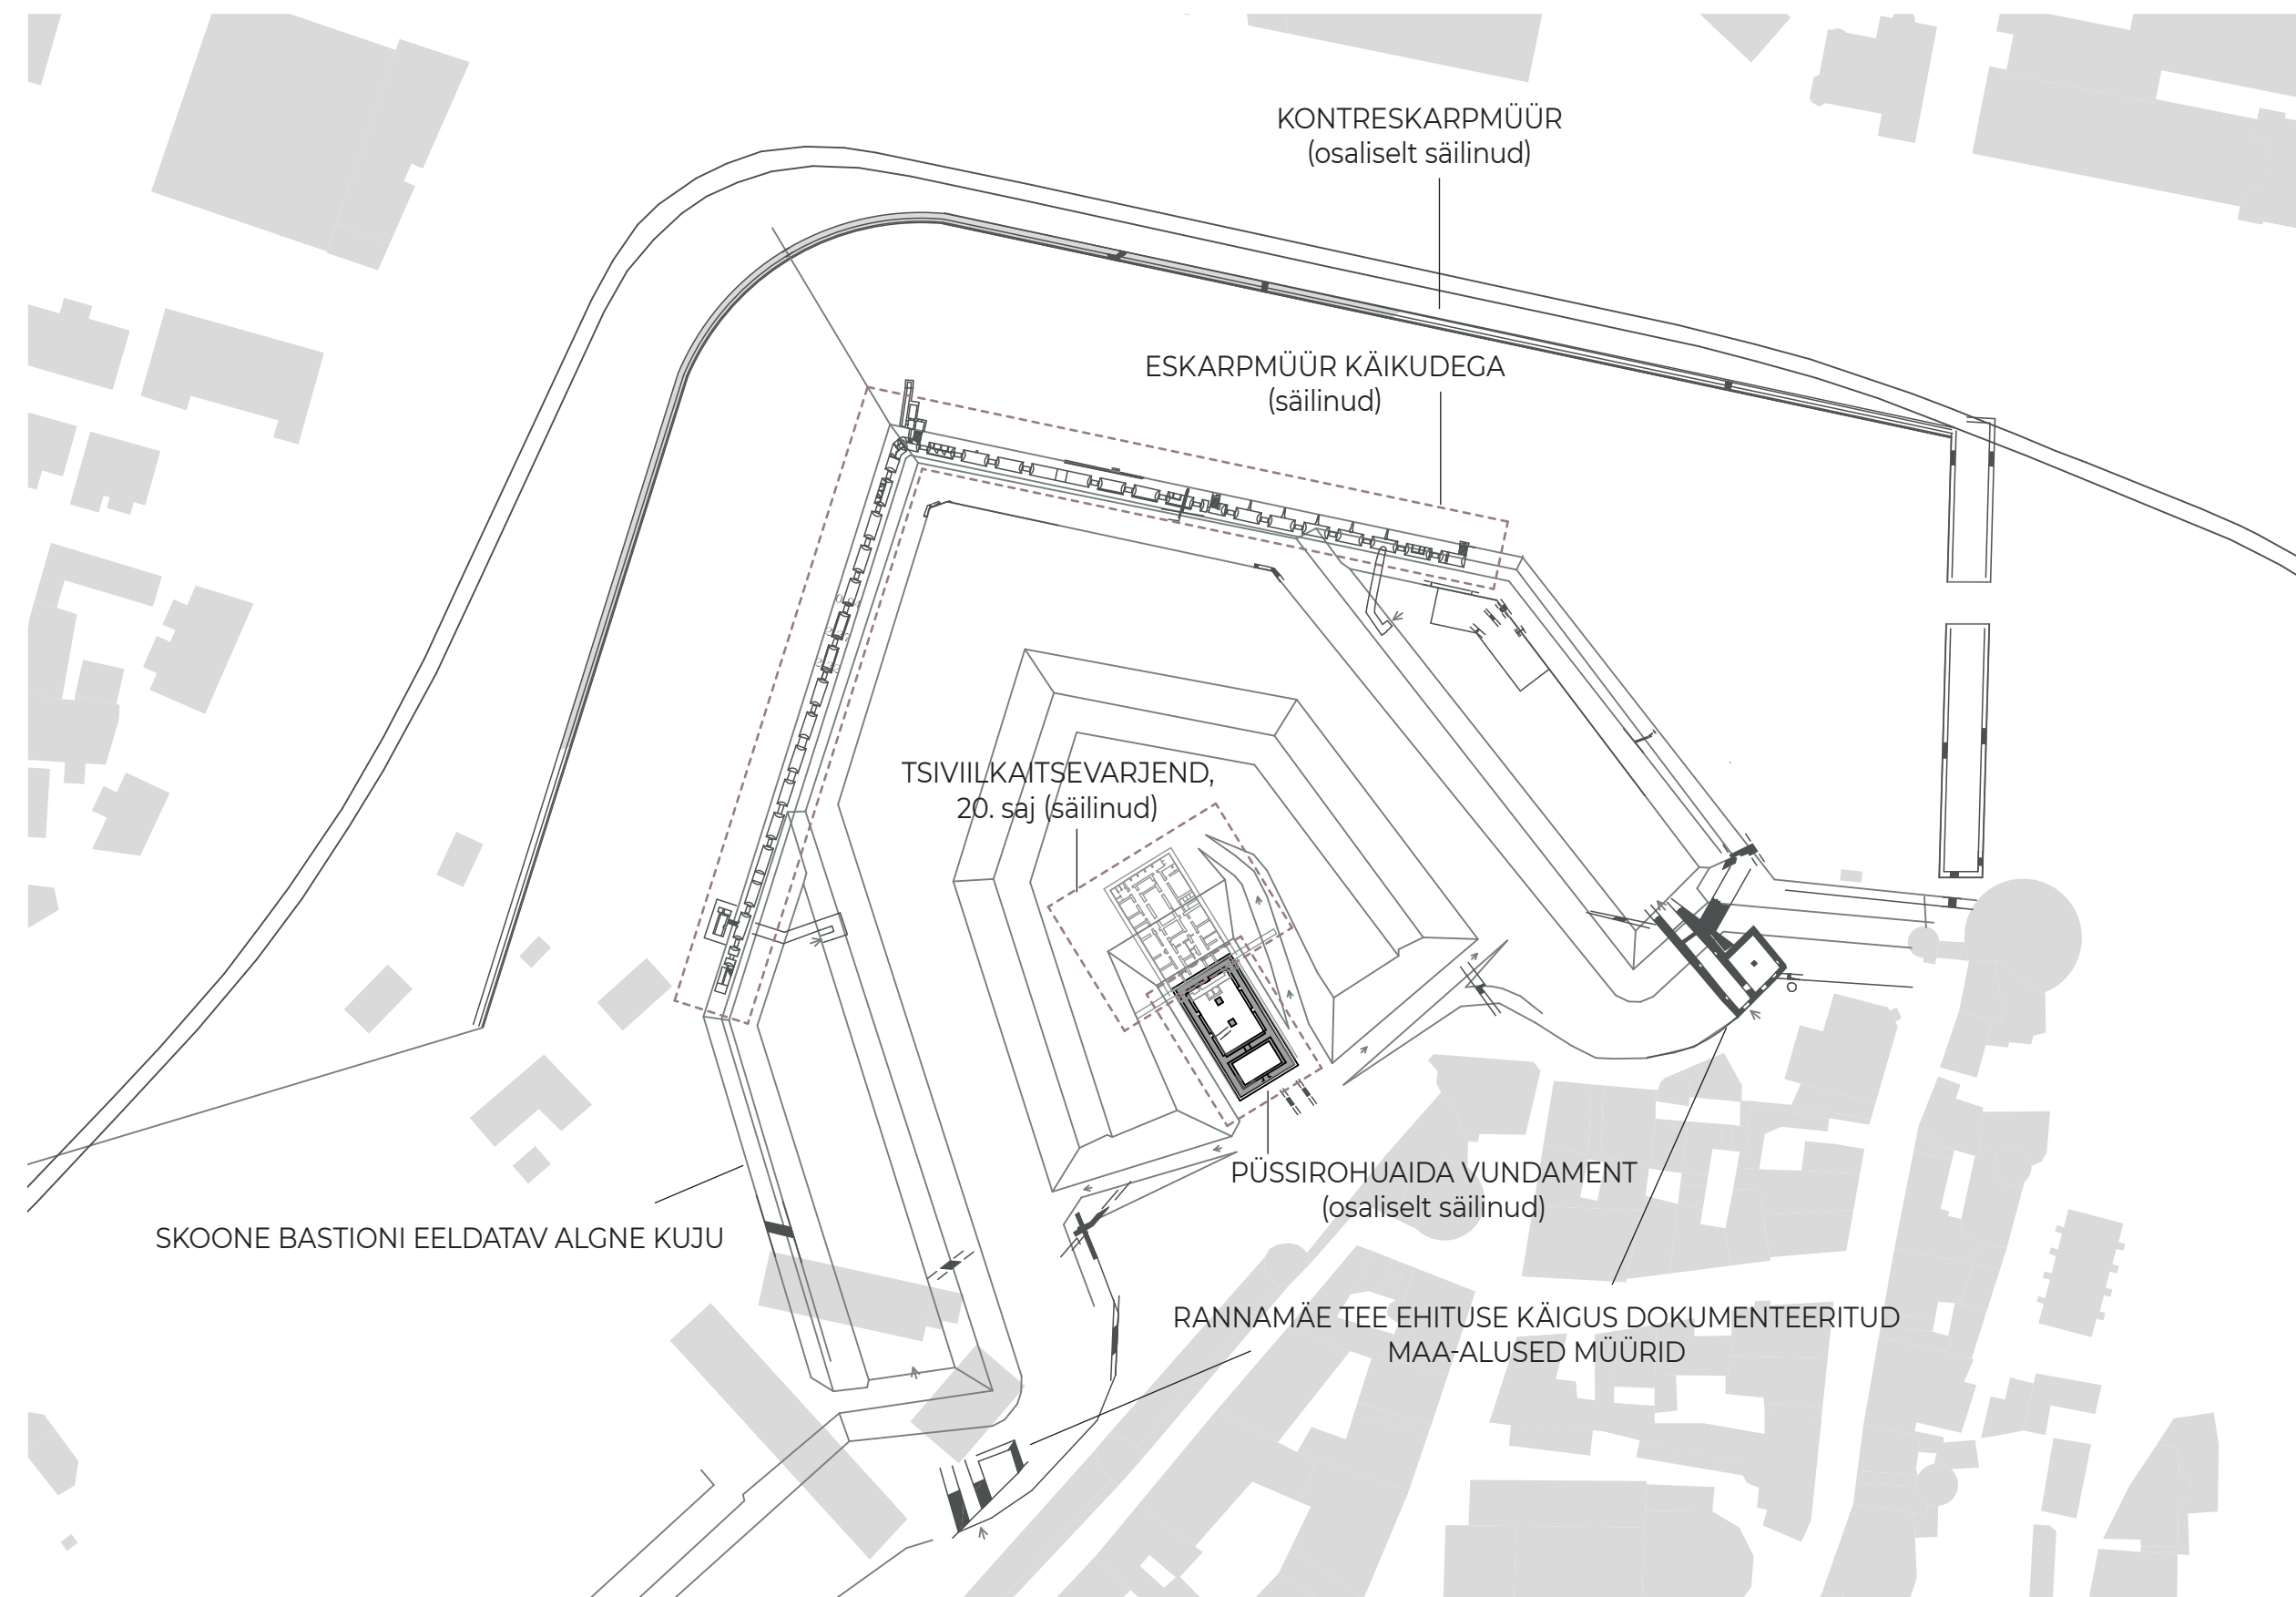 KONTRESKARPMÜÜR
(osaliselt säilinud)
ESKARPMÜÜR KÄIKUDEGA
(säilinud)
TSIVIILKAITSEVARJEND,
20. saj (säilinud)
PÜSSIROHUAIDA VUNDAMENT
(osaliselt säilinud)
SKOONE BASTIONI EELDATAV ALGNE KUJU
RANNAMÄE TEE EHITUSE KÄIGUS DOKUMENTEERITUD
MAA-ALUSED MÜÜRID